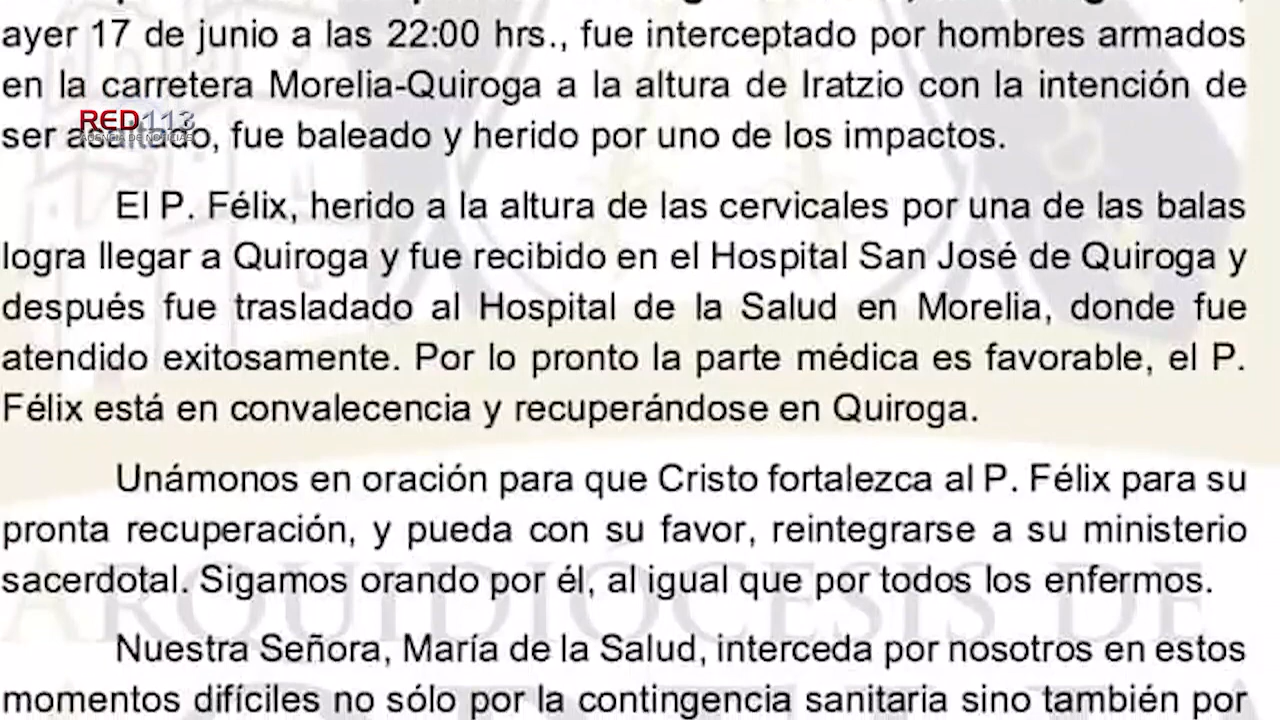 ayer 17 de junio a las 22:00 hrs., fue interceptado por hombres armados
en la carretera Morelia-Quiroga a la altura de Iratzio con la intención de
RED113
AGENCIA DE NOTICIAS
ser asaltado, fue baleado y herido por uno de los impactos.
El P. Félix, herido a la altura de las cervicales por una de las balas
logra llegar a Quiroga y fue recibido en el Hospital San José de Quiroga y
después fue trasladado al Hospital de la Salud en Morelia, donde fue
atendido exitosamente. Por lo pronto la parte médica es favorable, el P.
Félix está en convalecencia y recuperándose en Quiroga.
Unámonos en oración para que Cristo fortalezca al P. Félix para su
pronta recuperación, y pueda con su favor, reintegrarse a su ministerio
sacerdotal. Sigamos orando por él, al igual que por todos los enfermos.
ARQUIDIÓCESIS DE
Nuestra Señora, María de la Salud, interceda por nosotros en estos
momentos difíciles no sólo por la contingencia sanitaria sino también por